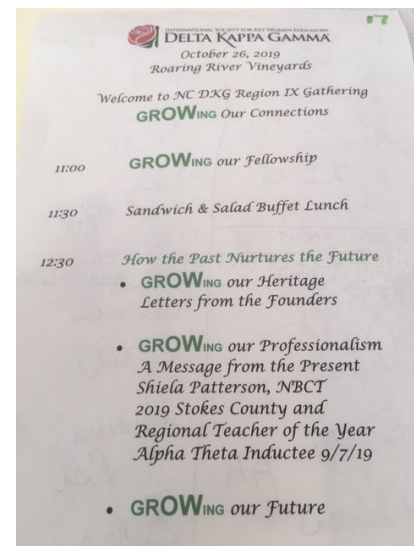 INTERNATIONAL SOCIETY FOR KEY WOMEN EDUCATORS
DELTA KAPPA GAMMA
October 26, 2019
Roaring River Vineyards
Welcome to NC DKG Region IX Gathering
GROWING Our Connections
11:00 GROWING our Fellowship
11:30 Sandwich & Salad Buffet Lunch
12:30 How the Past Nurtures the Future
• GROWING our Heritage
Letters from the Founders
• GROWING our Professionalism
A Message from the Present
Shiela Patterson, NBCT
2019 Stokes County and
Regional Teacher of the Year
Alpha Theta Inductee 9/7/19
• GROWING our Future